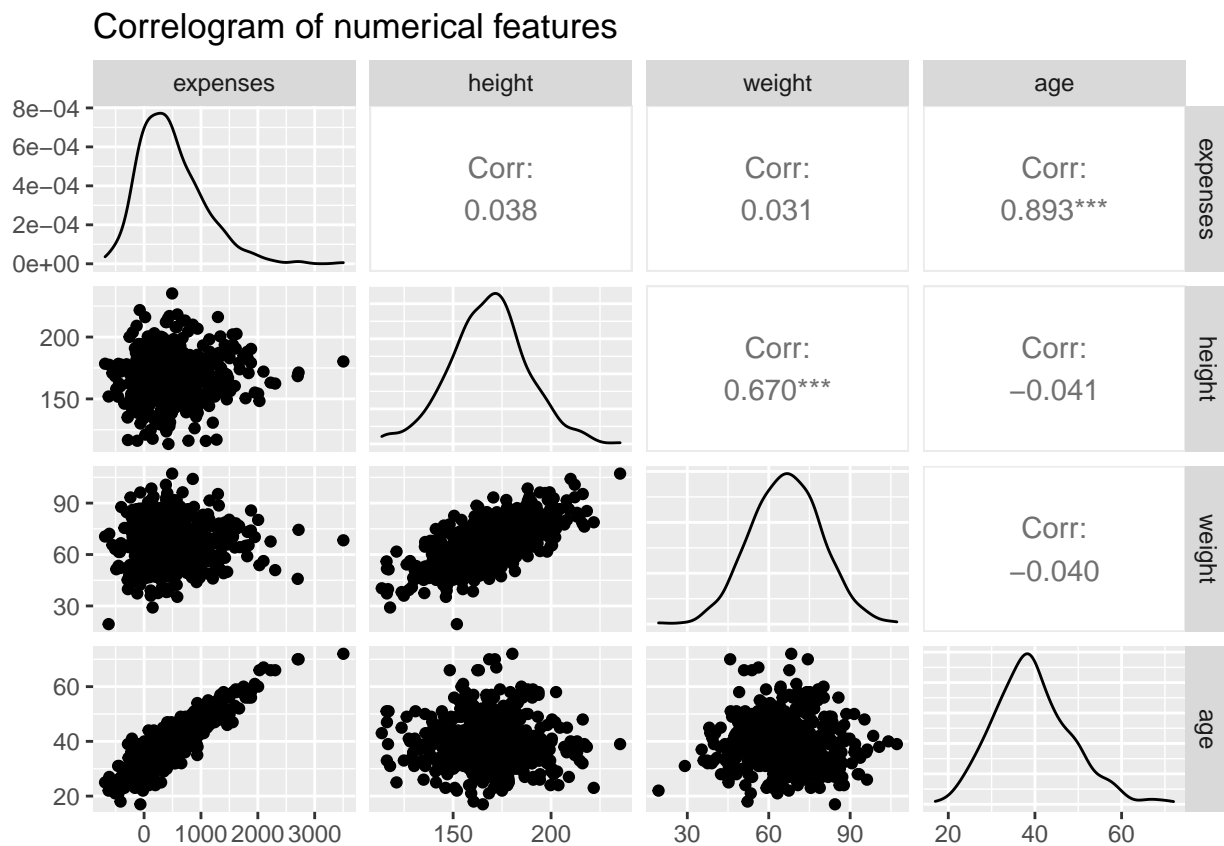 Correlogram of numerical features
expenses
height
weight
age
8e−04
6e−04
4e−04
2e−04
0e+00
Corr:
0.038
Corr:
0.031
Corr:
0.893***
expenses
200
150
Corr:
0.670***
Corr:
−0.041
height
90
60
30
Corr:
−0.040
weight
60
40
20
age
0 1000 2000 3000
150 200
30 60 90
20 40 60